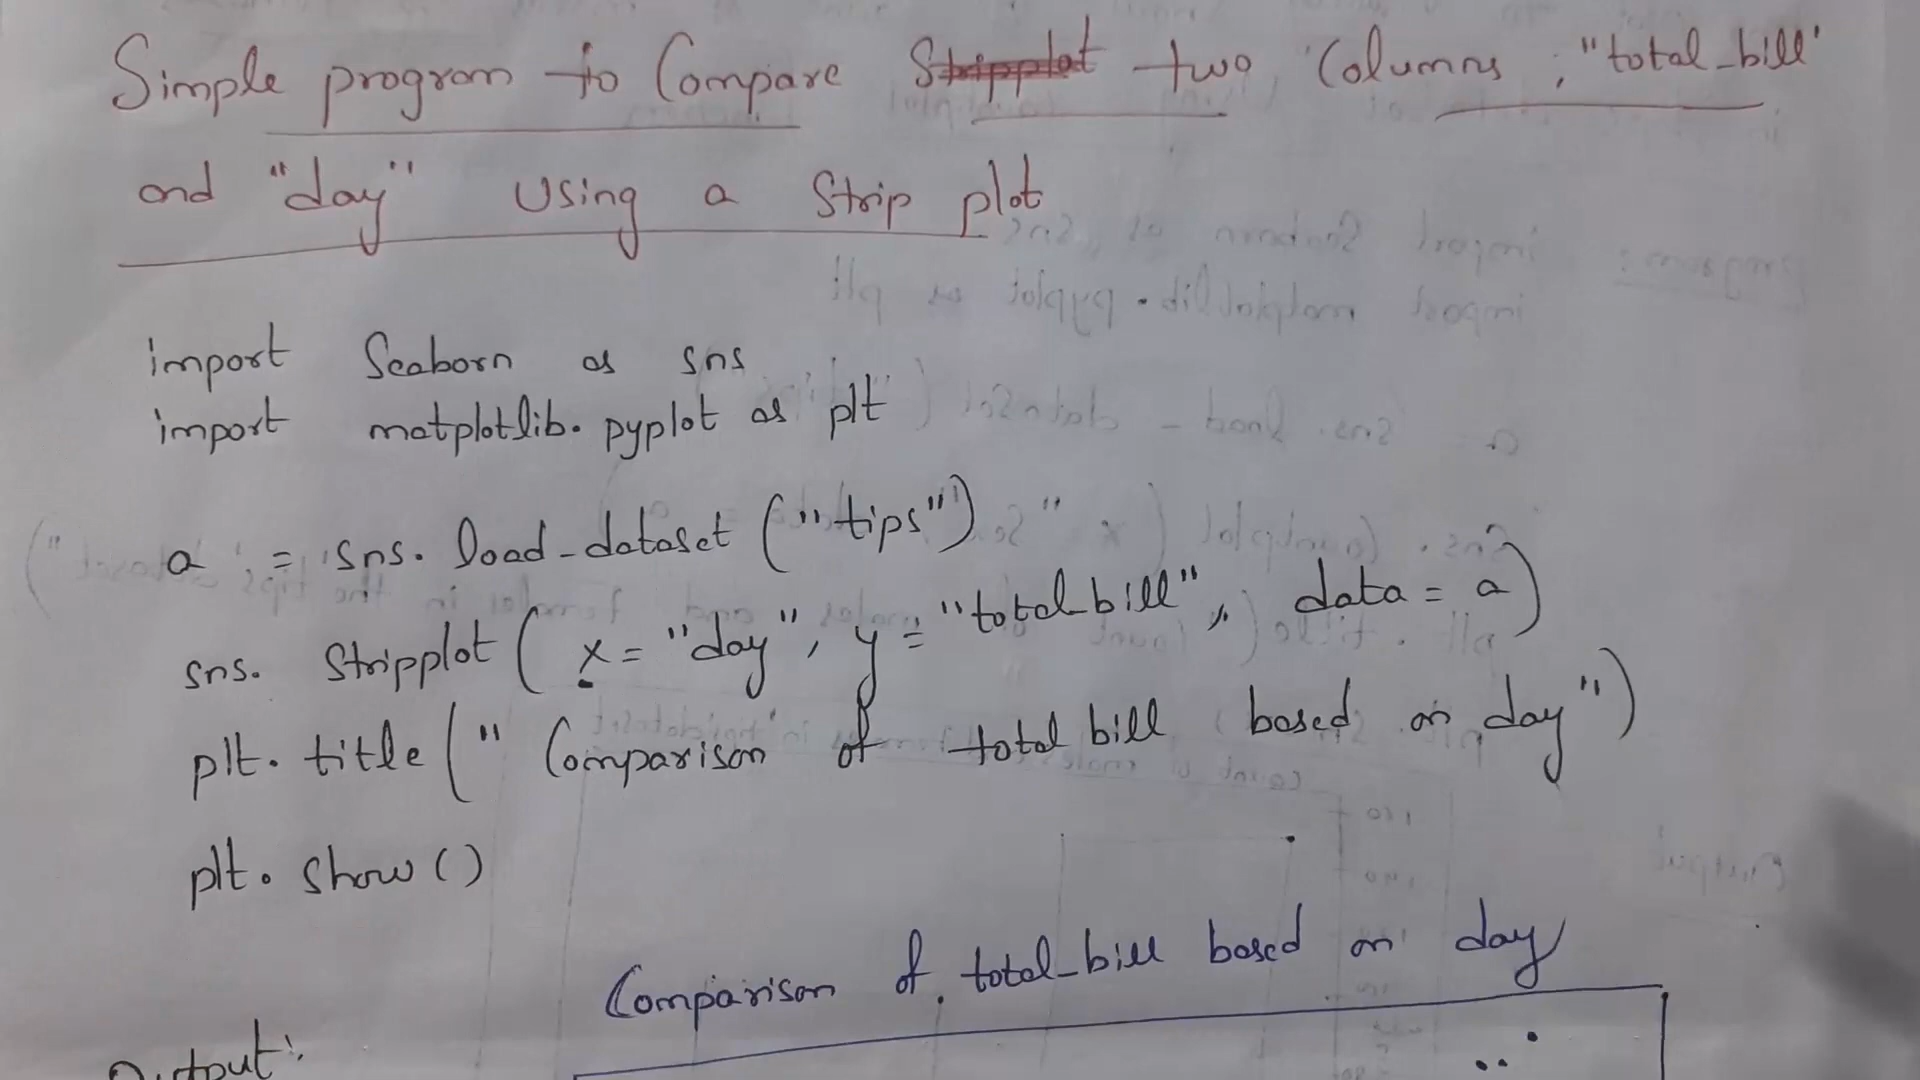 Simple program to Compare Stripplot two Columns, "total_bill"
and "day" Using a Strip plot
import Seaborn as sns
import matplotlib.pyplot as plt
a = sns.load_dataset("tips")
sns.stripplot(x="day", y="total_bill", data=a)
plt.title("Comparison of total bill based on day")
plt.show()
Comparison of total_bill based on day
Output: